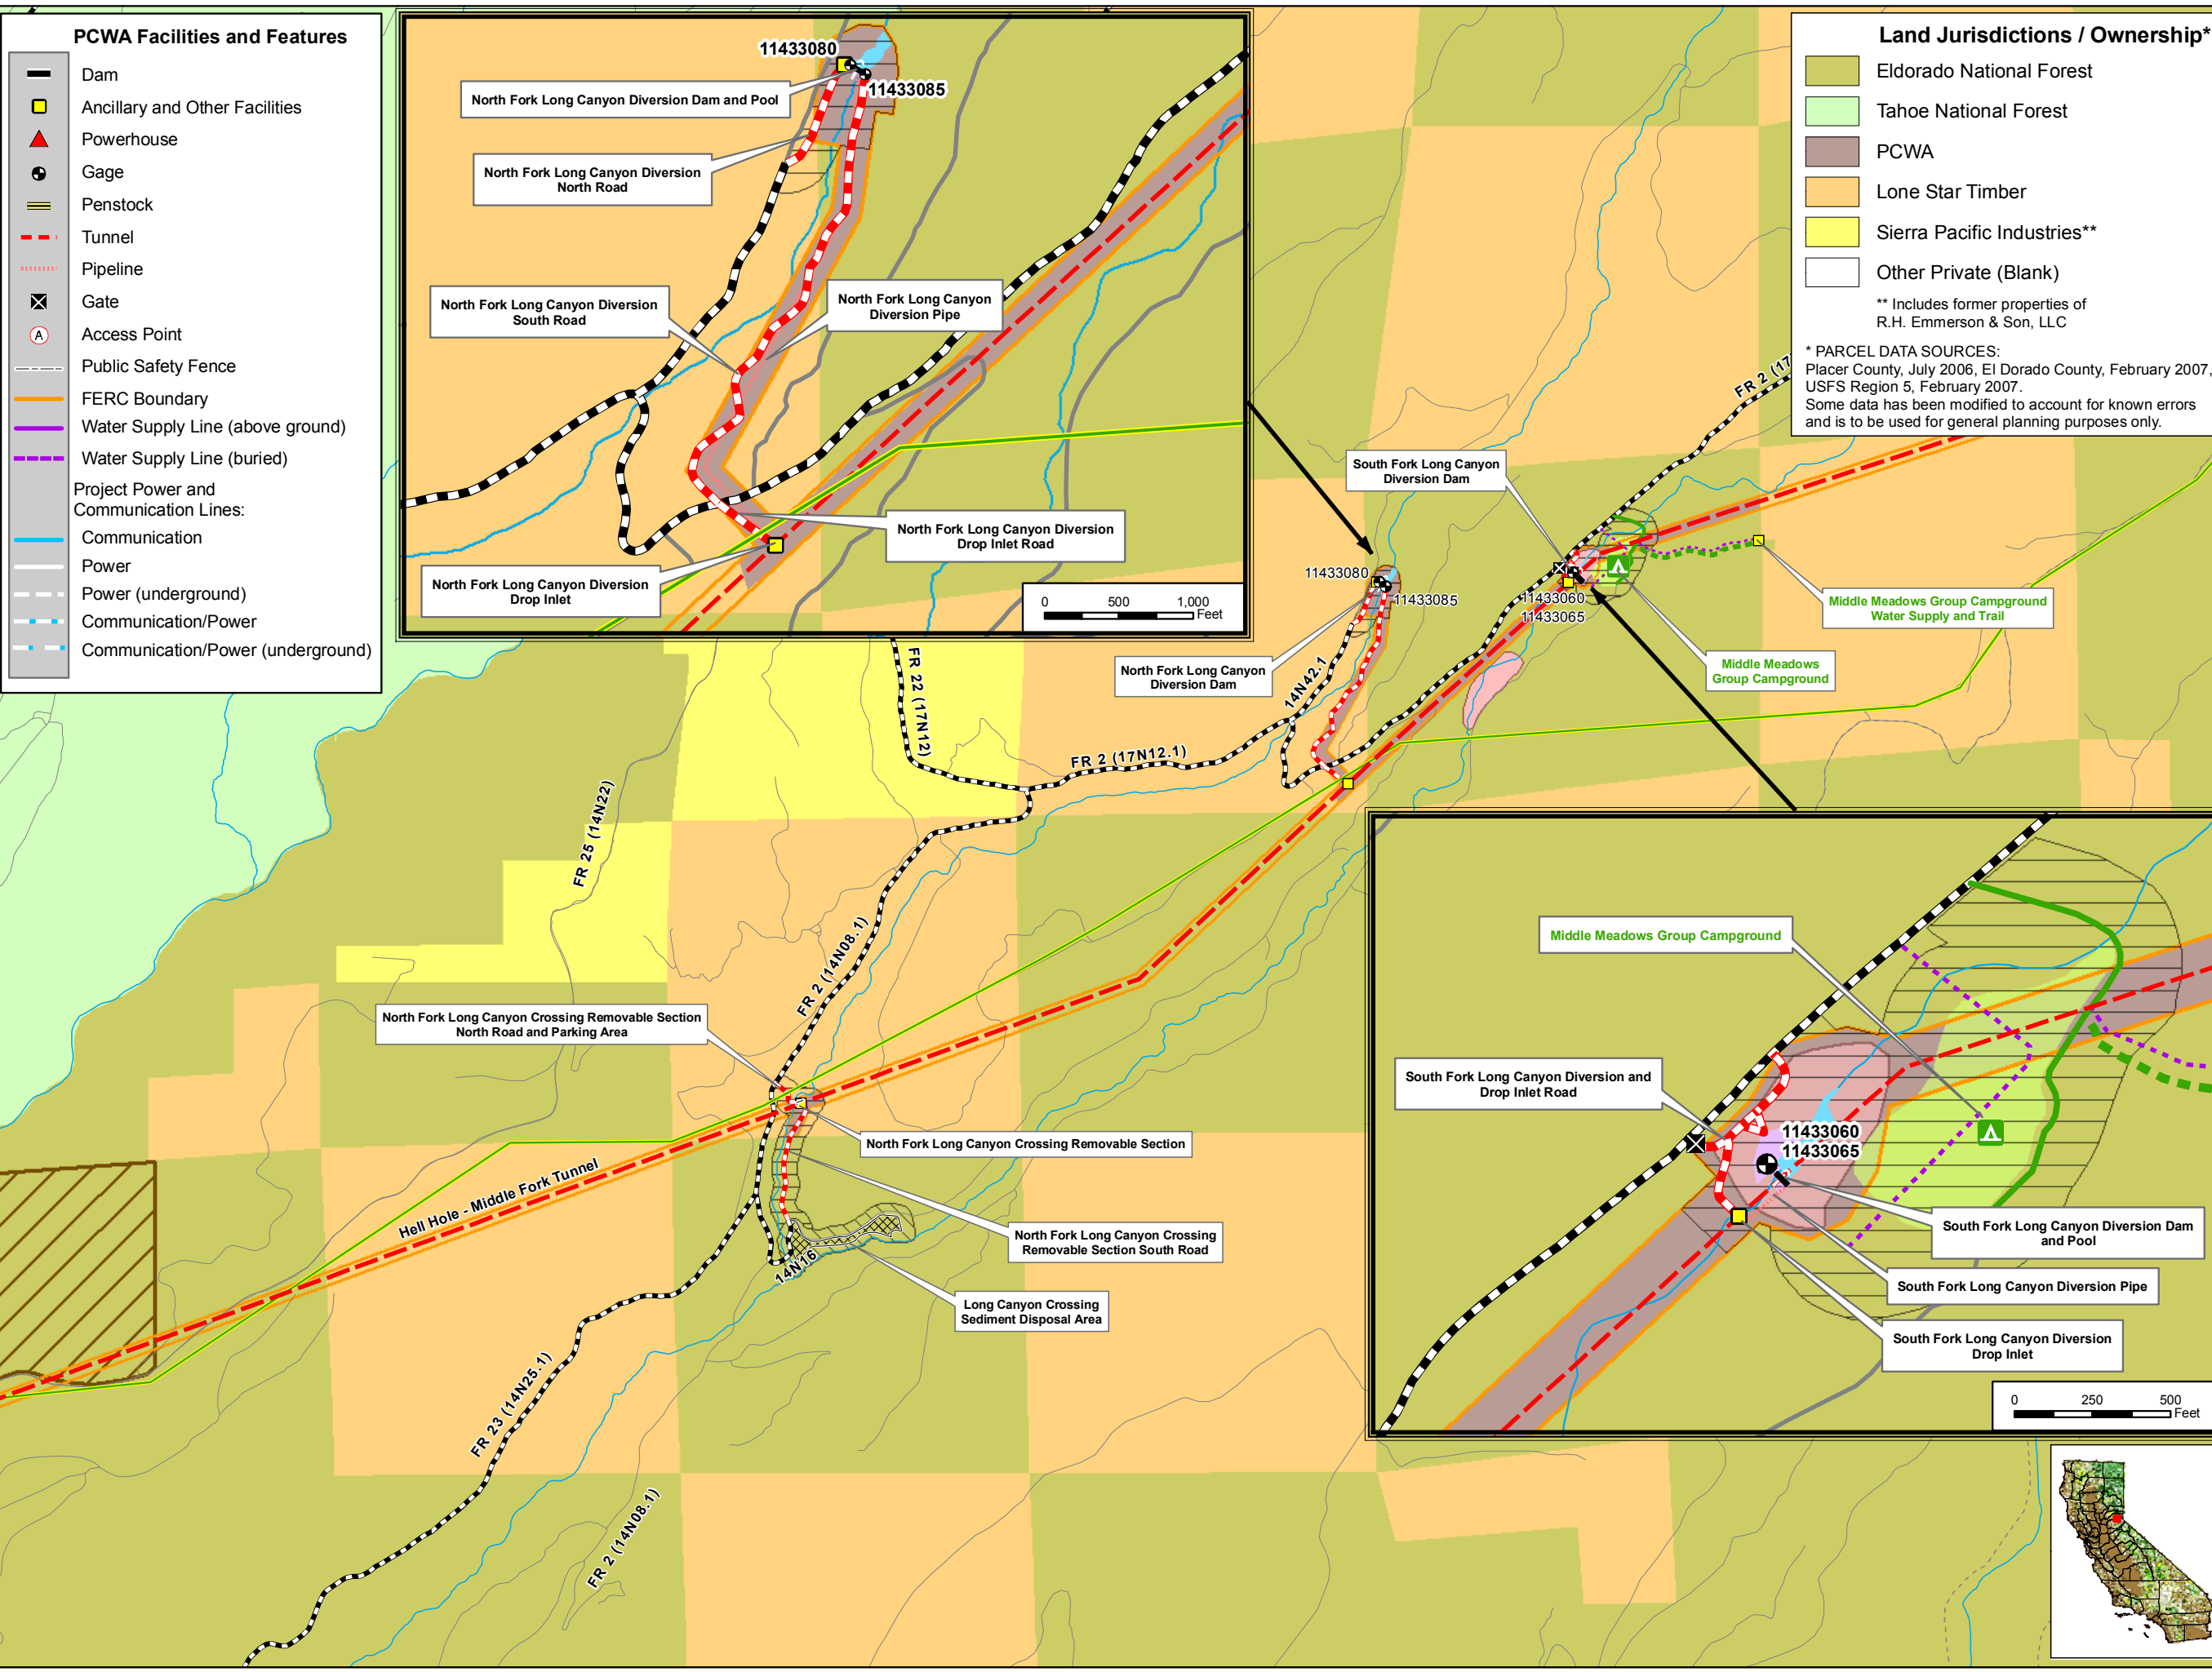 PCWA Facilities and Features
Dam
Ancillary and Other Facilities
Powerhouse
Gage
Penstock
Tunnel
Pipeline
Gate
A
Access Point
Public Safety Fence
FERC Boundary
Water Supply Line (above ground)
Water Supply Line (buried)
Project Power and
Communication Lines:
Communication
Power
Power (underground)
Communication/Power
Communication/Power (underground)
11433080
11433085
North Fork Long Canyon Diversion Dam and Pool
North Fork Long Canyon Diversion
North Road
North Fork Long Canyon Diversion
South Road
North Fork Long Canyon
Diversion Pipe
North Fork Long Canyon Diversion
Drop Inlet Road
North Fork Long Canyon Diversion
Drop Inlet
0 500 1,000
Feet
Land Jurisdictions / Ownership*
Eldorado National Forest
Tahoe National Forest
PCWA
Lone Star Timber
Sierra Pacific Industries**
Other Private (Blank)
** Includes former properties of
R.H. Emmerson & Son, LLC
* PARCEL DATA SOURCES:
Placer County, July 2006, El Dorado County, February 2007,
USFS Region 5, February 2007.
Some data has been modified to account for known errors
and is to be used for general planning purposes only.
FR 2 (17
South Fork Long Canyon
Diversion Dam
11433080
11433085
11433060
11433065
Middle Meadows Group Campground
Water Supply and Trail
Middle Meadows
Group Campground
North Fork Long Canyon
Diversion Dam
14N42.1
FR 22 (17N12)
FR 2 (17N12.1)
FR 25 (14N22)
FR 2 (14N08.1)
North Fork Long Canyon Crossing Removable Section
North Road and Parking Area
North Fork Long Canyon Crossing Removable Section
Hell Hole - Middle Fork Tunnel
North Fork Long Canyon Crossing
Removable Section South Road
14N16
Long Canyon Crossing
Sediment Disposal Area
FR 23 (14N25.1)
FR 2 (14N08.1)
Middle Meadows Group Campground
South Fork Long Canyon Diversion and
Drop Inlet Road
A
11433060
11433065
South Fork Long Canyon Diversion Dam
and Pool
South Fork Long Canyon Diversion Pipe
South Fork Long Canyon Diversion
Drop Inlet
0 250 500
Feet